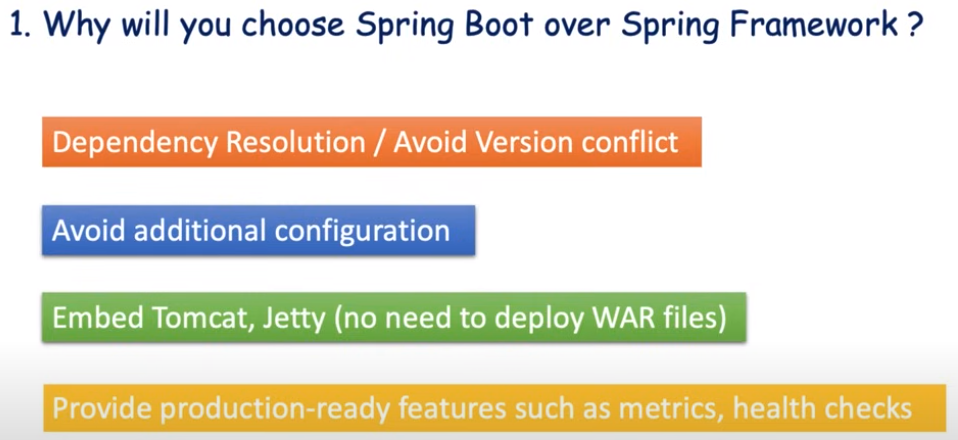 1. Why will you choose Spring Boot over Spring Framework ?
Dependency Resolution / Avoid Version conflict
Avoid additional configuration
Embed Tomcat, Jetty (no need to deploy WAR files)
Provide production-ready features such as metrics, health checks